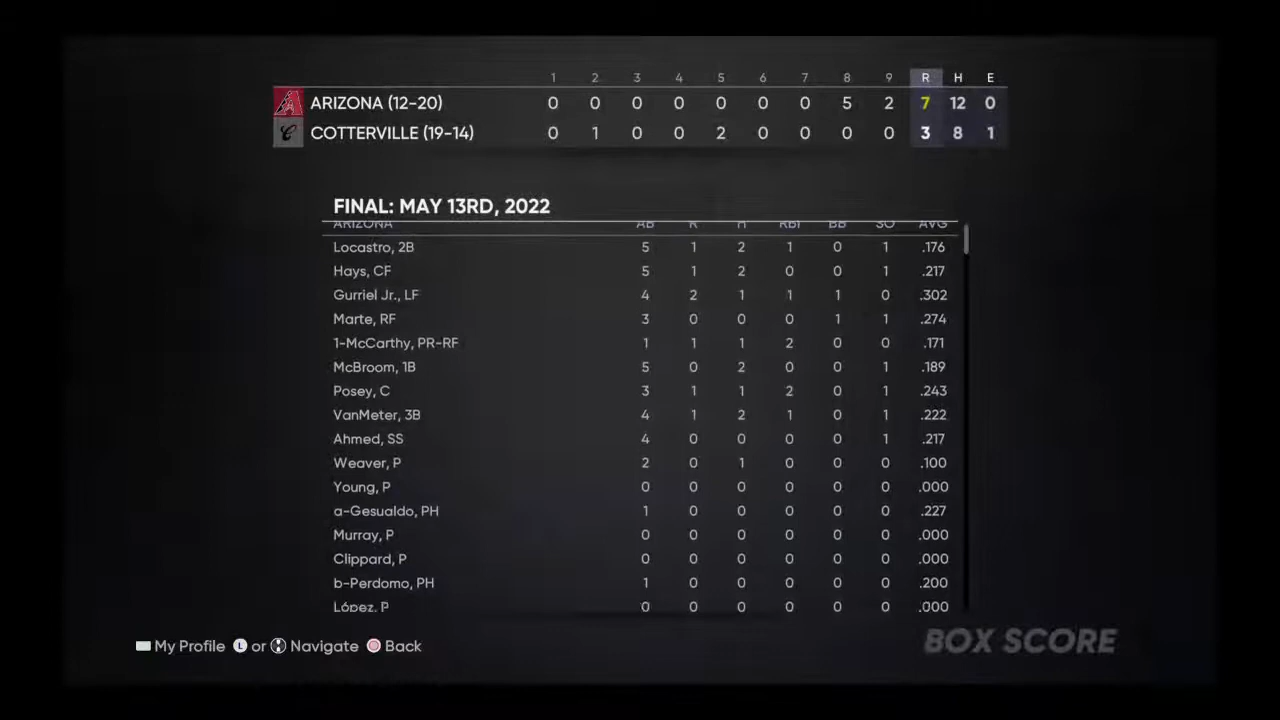 1 2 3 4 5 6 7 8 9 R H E
ARIZONA (12-20) 0 0 0 0 0 0 0 5 2 7 12 0
COTTERVILLE (19-14) 0 1 0 0 2 0 0 0 0 3 8 1
FINAL: MAY 13RD, 2022
ARIZONA AB R H RBI BB SO AVG
Locastro, 2B 5 1 2 1 0 1 .176
Hays, CF 5 1 2 0 0 1 .217
Gurriel Jr., LF 4 2 1 1 1 0 .302
Marte, RF 3 0 0 0 1 1 .274
1-McCarthy, PR-RF 1 1 1 2 0 0 .171
McBroom, 1B 5 0 2 0 0 1 .189
Posey, C 3 1 1 2 0 1 .243
VanMeter, 3B 4 1 2 1 0 1 .222
Ahmed, SS 4 0 0 0 0 1 .217
Weaver, P 2 0 1 0 0 0 .100
Young, P 0 0 0 0 0 0 .000
a-Gesualdo, PH 1 0 0 0 0 0 .227
Murray, P 0 0 0 0 0 0 .000
Clippard, P 0 0 0 0 0 0 .000
b-Perdomo, PH 1 0 0 0 0 0 .200
López, P 0 0 0 0 0 0 .000
My Profile L or Navigate Back
BOX SCORE